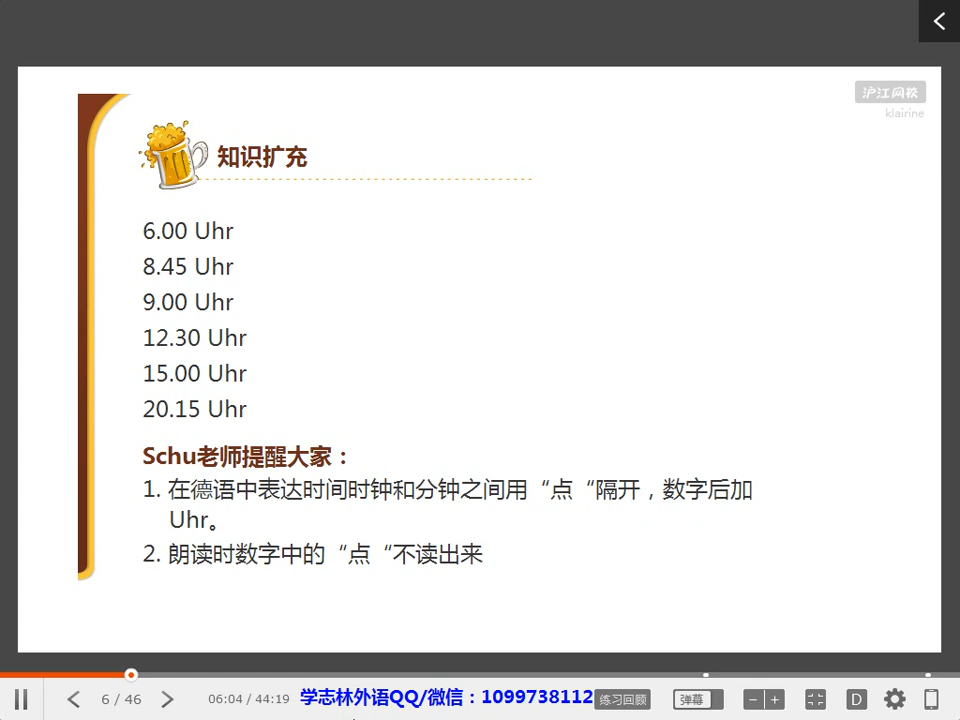 沪江网校
klairine
知识扩充
6.00 Uhr
8.45 Uhr
9.00 Uhr
12.30 Uhr
15.00 Uhr
20.15 Uhr
Schu老师提醒大家：
1. 在德语中表达时间时钟和分钟之间用“点“隔开，数字后加
Uhr。
2. 朗读时数字中的“点“不读出来
6 / 46
06:04 / 44:19
学志林外语QQ/微信：1099738112
练习回顾
弹幕
D